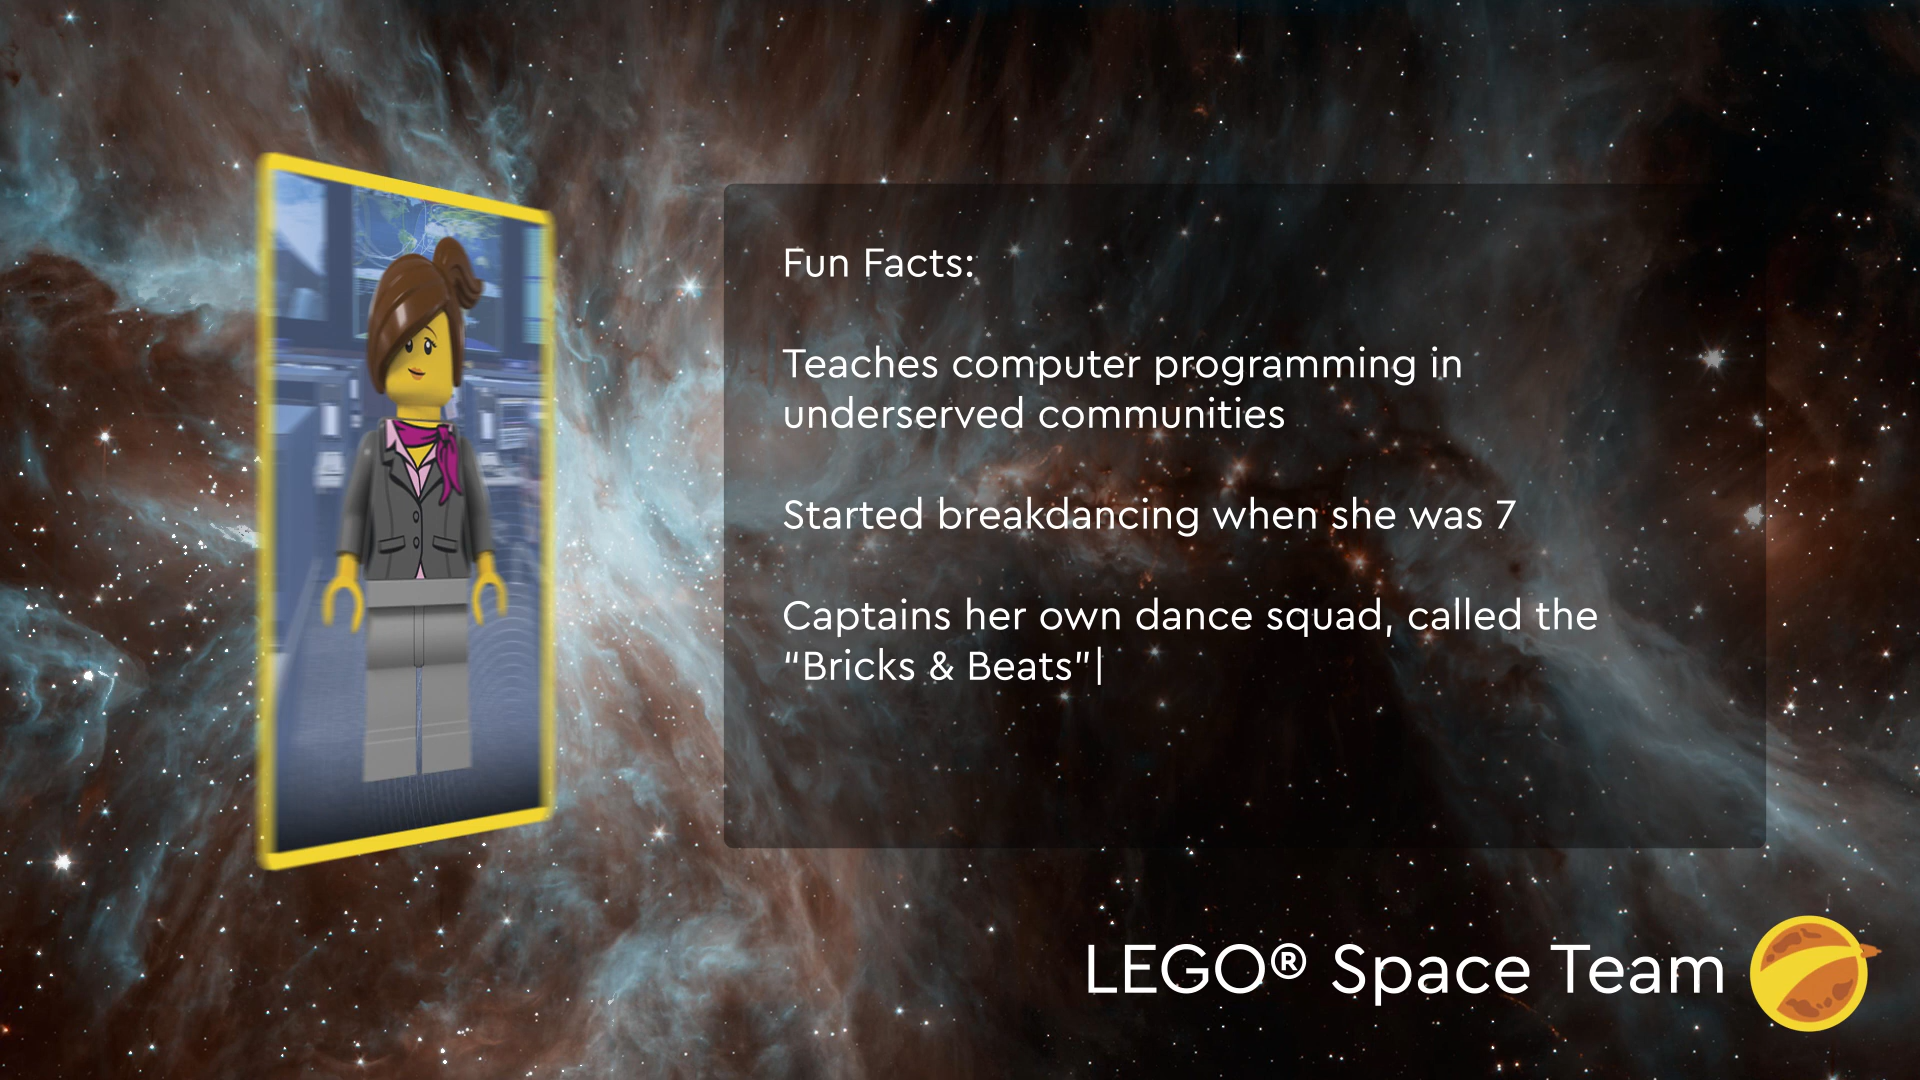 Fun Facts:
Teaches computer programming in
underserved communities
Started breakdancing when she was 7
Captains her own dance squad, called the
“Bricks & Beats”|
LEGO® Space Team